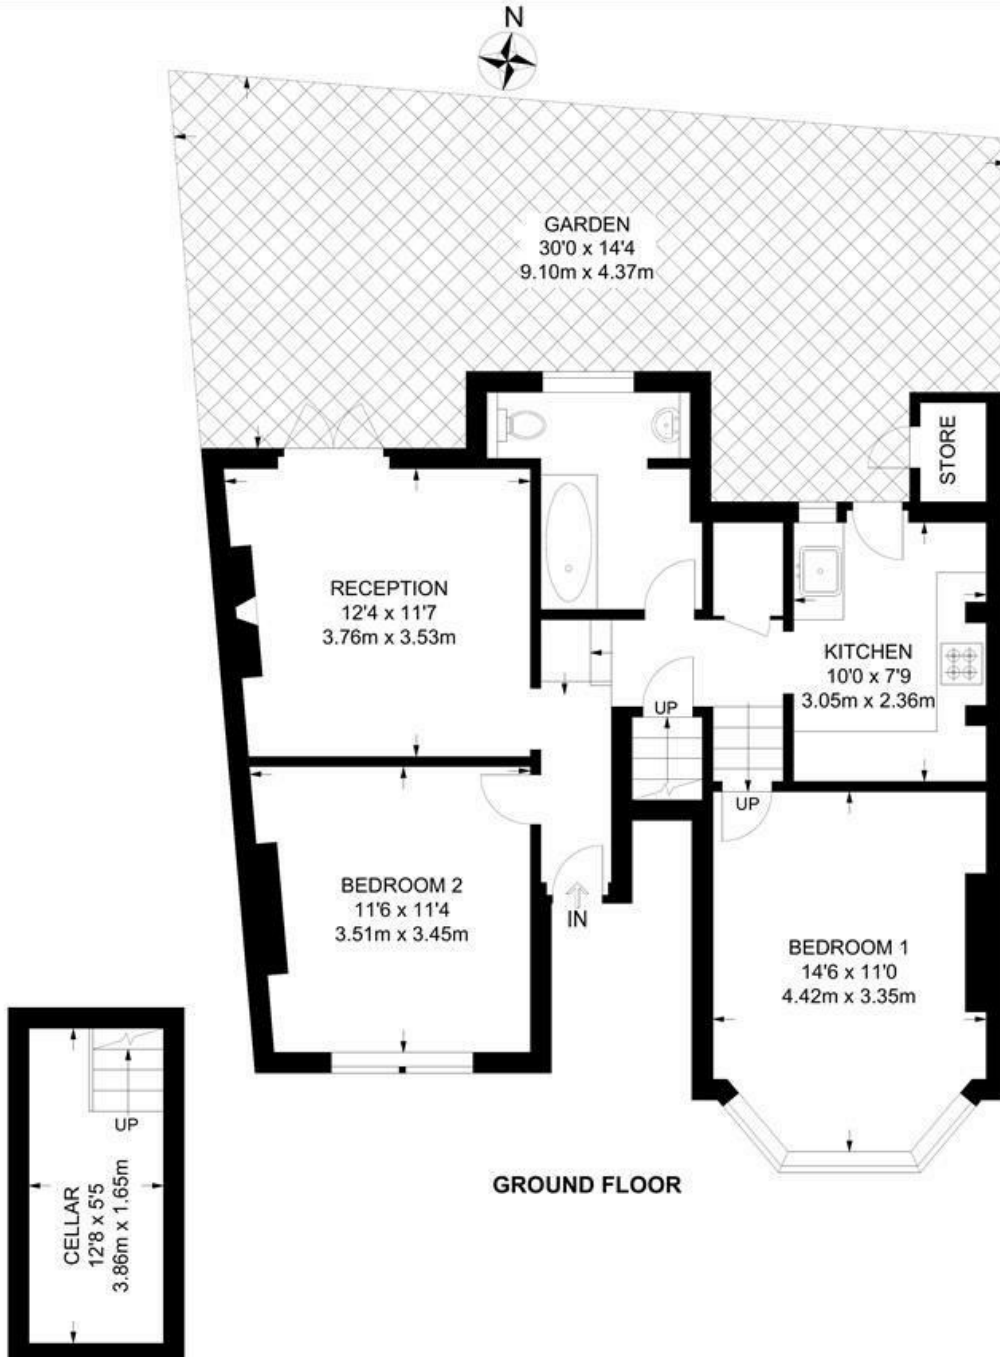 N
GARDEN
30'0 x 14'4
9.10m x 4.37m
STORE
RECEPTION
12'4 x 11'7
3.76m x 3.53m
KITCHEN
10'0 x 7'9
3.05m x 2.36m
UP
UP
BEDROOM 2
11'6 x 11'4
3.51m x 3.45m
IN
BEDROOM 1
14'6 x 11'0
4.42m x 3.35m
UP
CELLAR
12'8 x 5'5
3.86m x 1.65m
GROUND FLOOR